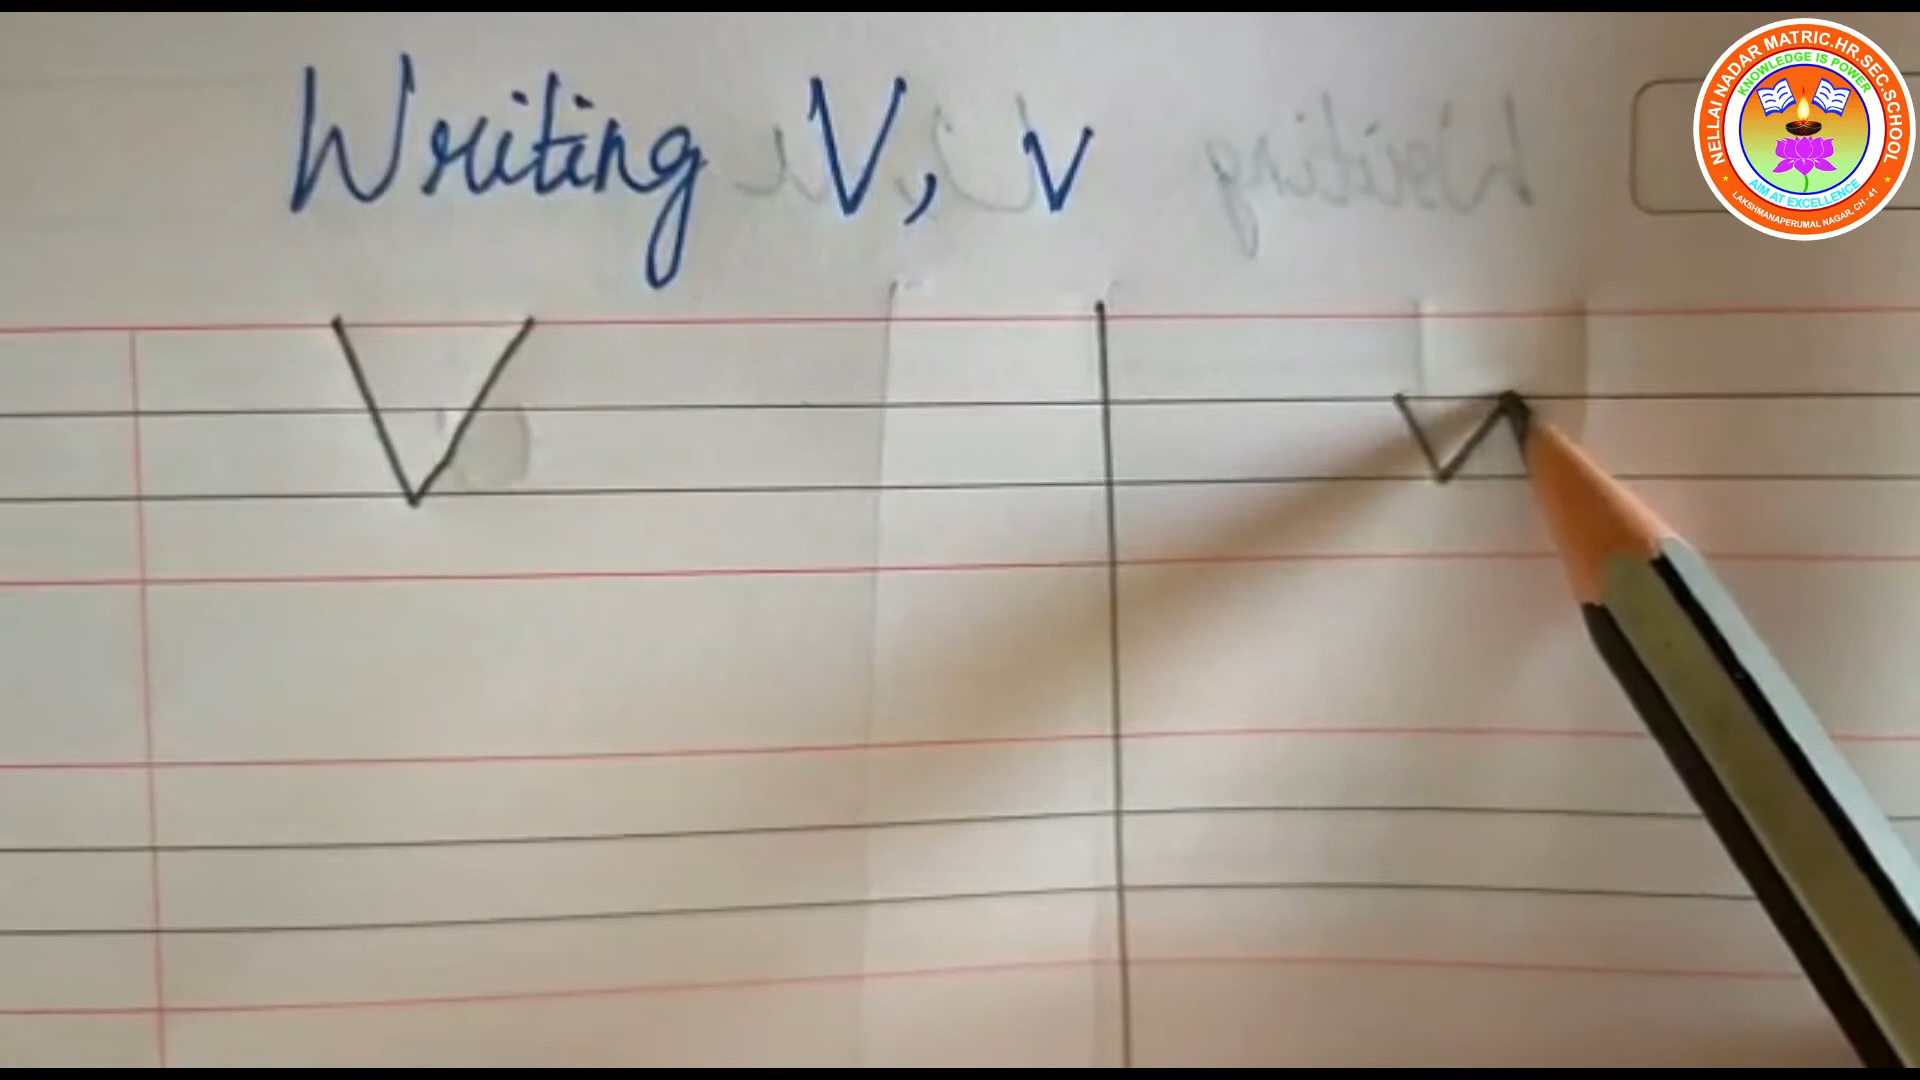 Writing V, v
V v
NELLAI NADAR MATRIC.HR.SEC.SCHOOL
KNOWLEDGE IS POWER
AIM AT EXCELLENCE
LAKSHMANAPERUMAL NAGAR, CH - 41